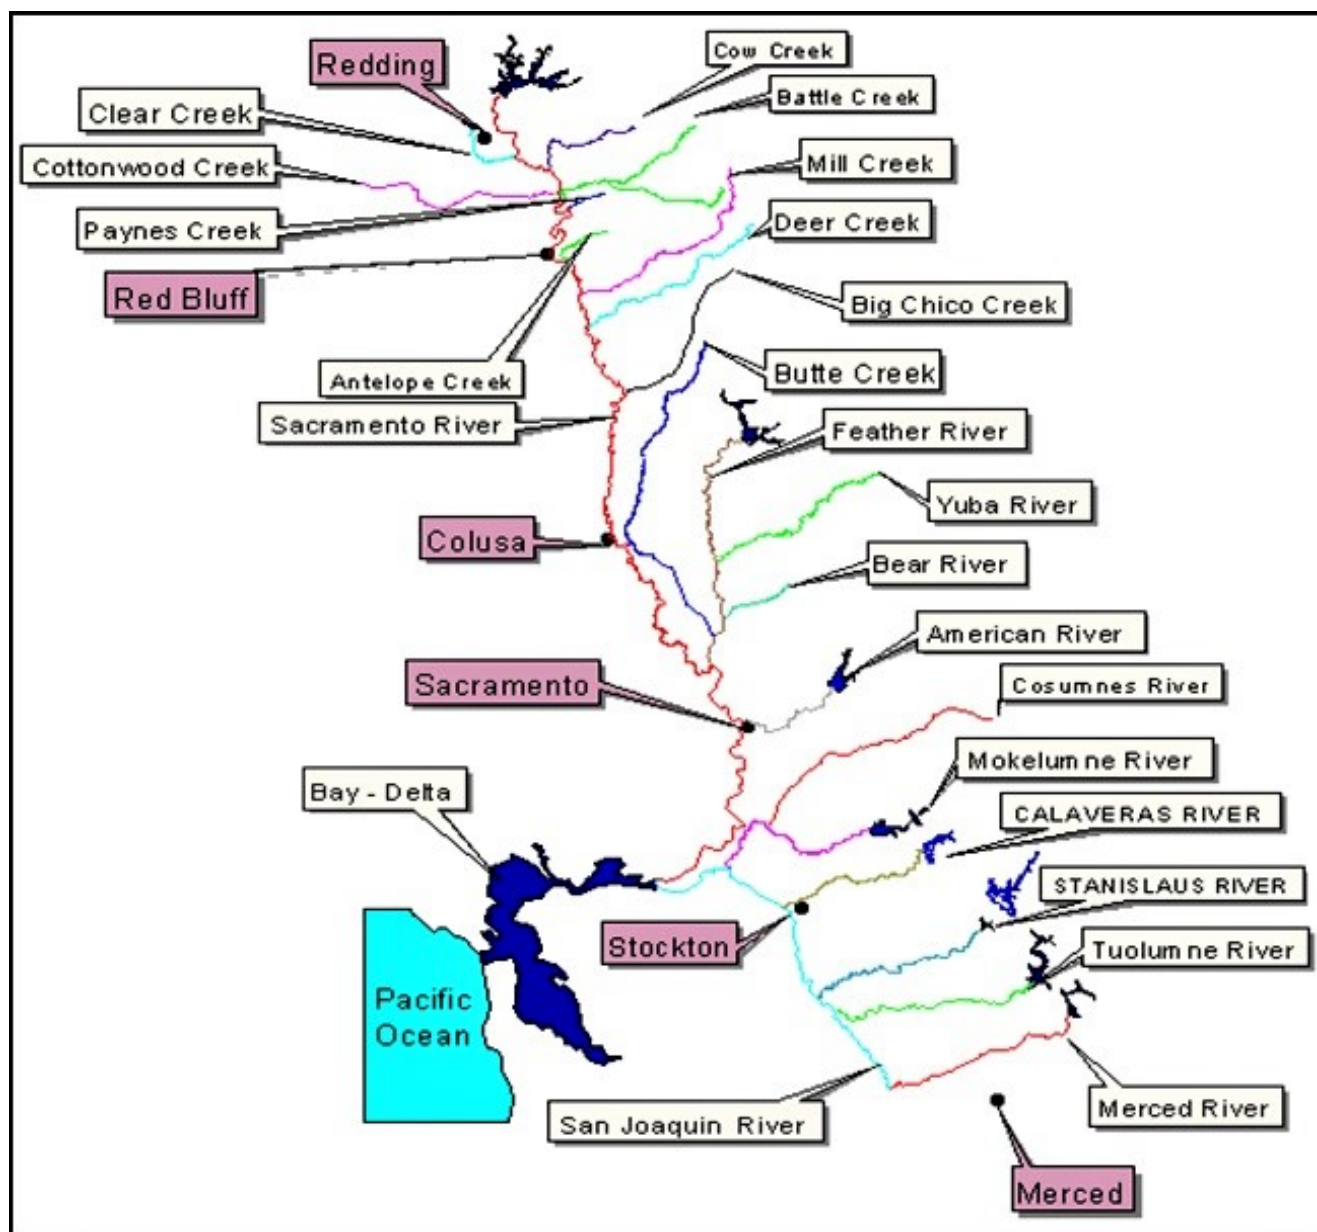 Redding
Cow Creek
Battle Creek
Clear Creek
Cottonwood Creek
Mill Creek
Paynes Creek
Deer Creek
Red Bluff
Big Chico Creek
Antelope Creek
Butte Creek
Sacramento River
Feather River
Yuba River
Colusa
Bear River
American River
Sacramento
Cosumnes River
Mokelumne River
Bay - Delta
CALAVERAS RIVER
STANISLAUS RIVER
Stockton
Tuolumne River
Pacific
Ocean
Merced River
San Joaquin River
Merced